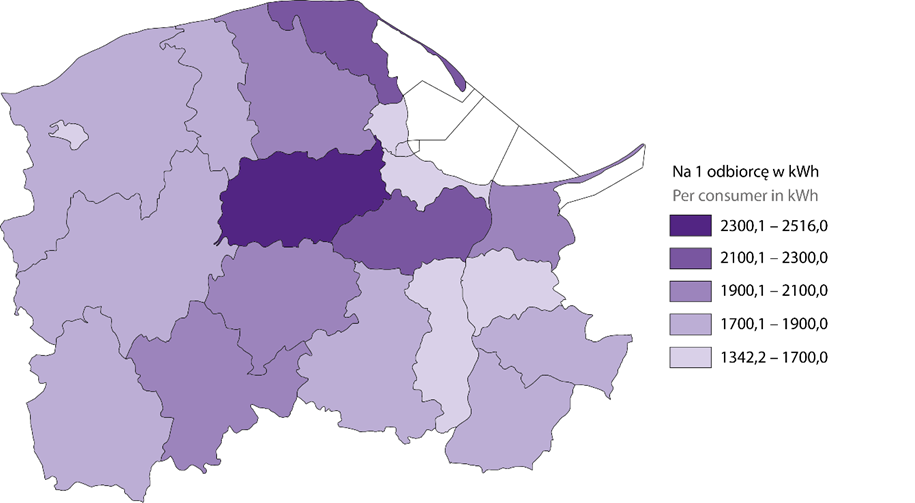 Na 1 odbiorcę w kWh
Per consumer in kWh
2300,1 – 2516,0
2100,1 – 2300,0
1900,1 – 2100,0
1700,1 – 1900,0
1342,2 – 1700,0